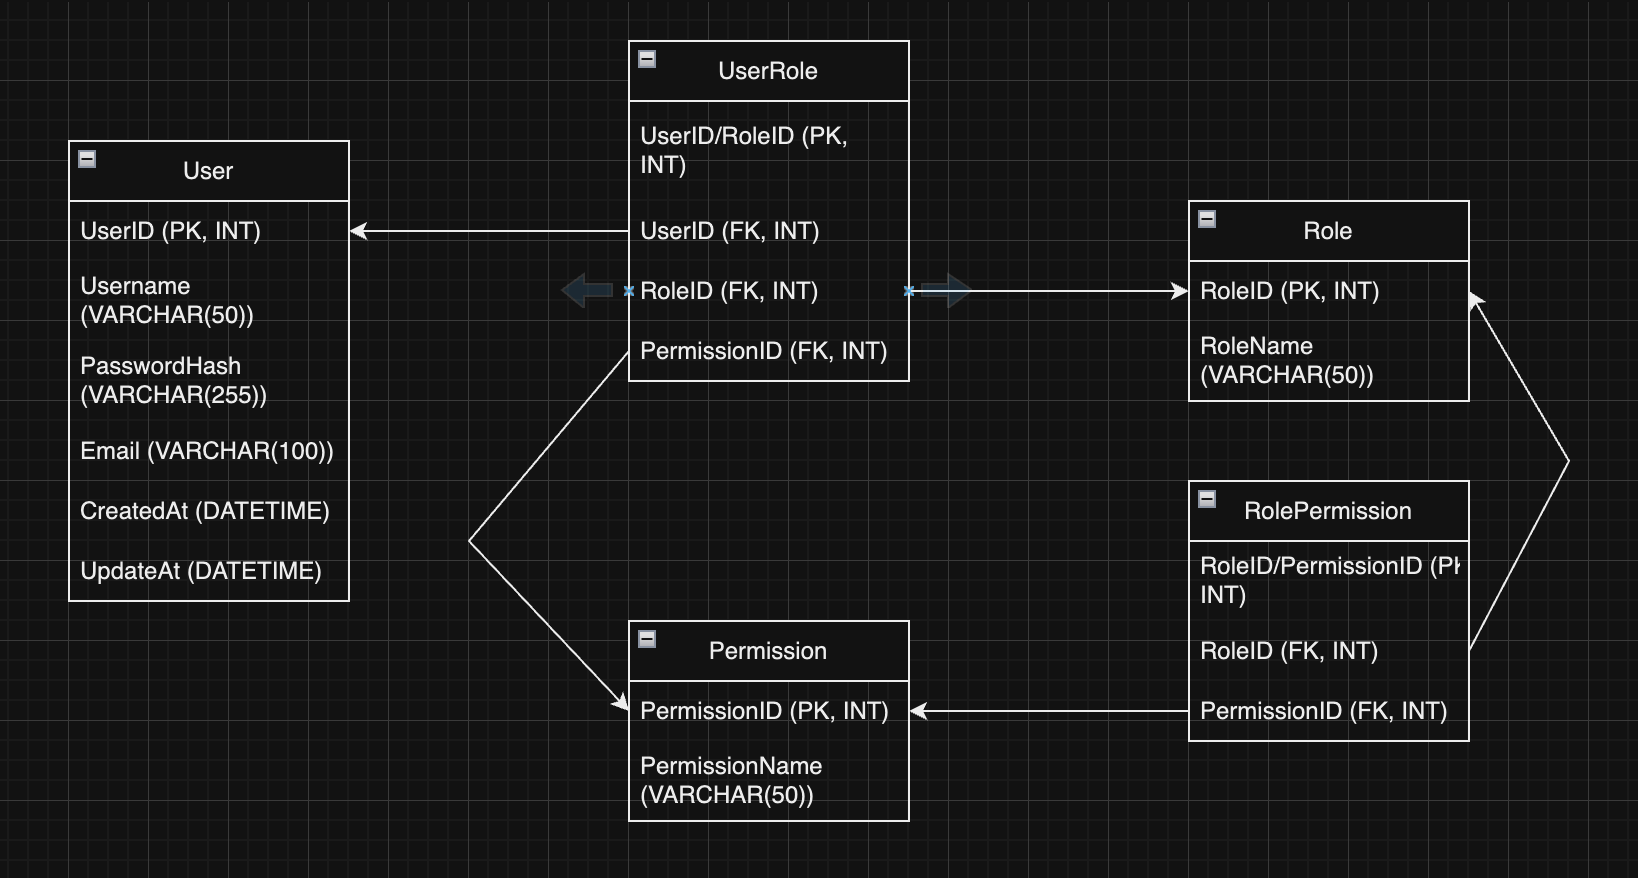 User
UserID (PK, INT)
Username
(VARCHAR(50))
PasswordHash
(VARCHAR(255))
Email (VARCHAR(100))
CreatedAt (DATETIME)
UpdateAt (DATETIME)
UserRole
UserID/RoleID (PK,
INT)
UserID (FK, INT)
RoleID (FK, INT)
PermissionID (FK, INT)
Permission
PermissionID (PK, INT)
PermissionName
(VARCHAR(50))
Role
RoleID (PK, INT)
RoleName
(VARCHAR(50))
RolePermission
RoleID/PermissionID (P
INT)
RoleID (FK, INT)
PermissionID (FK, INT)